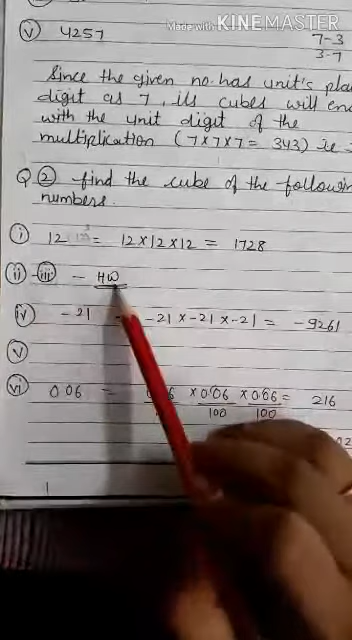 Made with KINEMASTER
(v) 4257
7-3
3-7
Since the given no. has unit's
digit as 7, its cubes will
with the unit digit of the
multiplication (7×7×7= 343) ie
Q② find the cube of the
numbers.
(i) 12 = 12×12×12 = 1728
(ii) (iii) - HW
(iv) -21 -21 × -21 × -21 = -9261
(v)
(vi) 0.06 = ×0.06 ×0.06 = 216
100 100